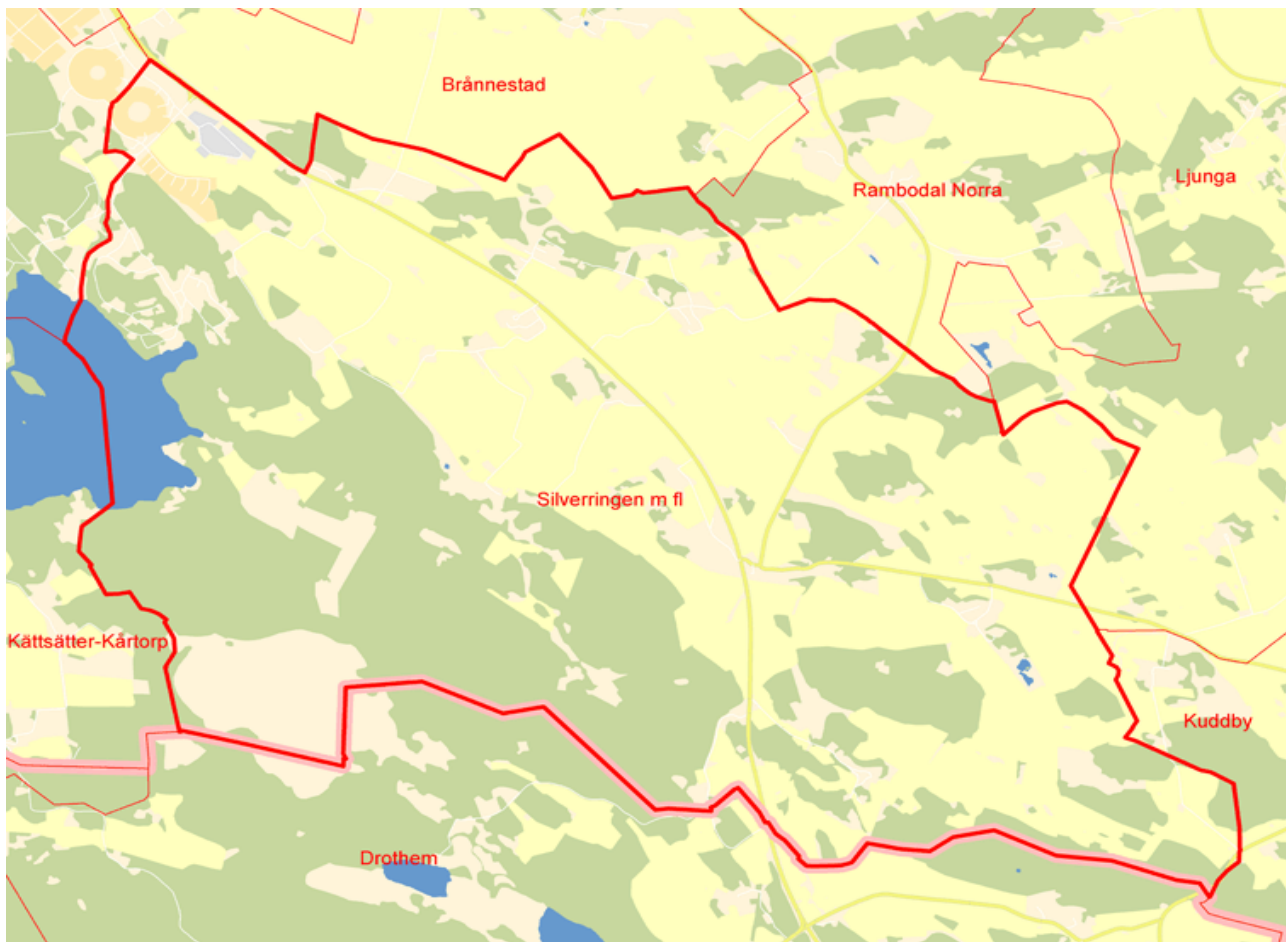 Brånnestad
Rambodal Norra
Ljunga
Silverringen m fl
Kättsätter-Kårtorp
Kuddby
Drothem